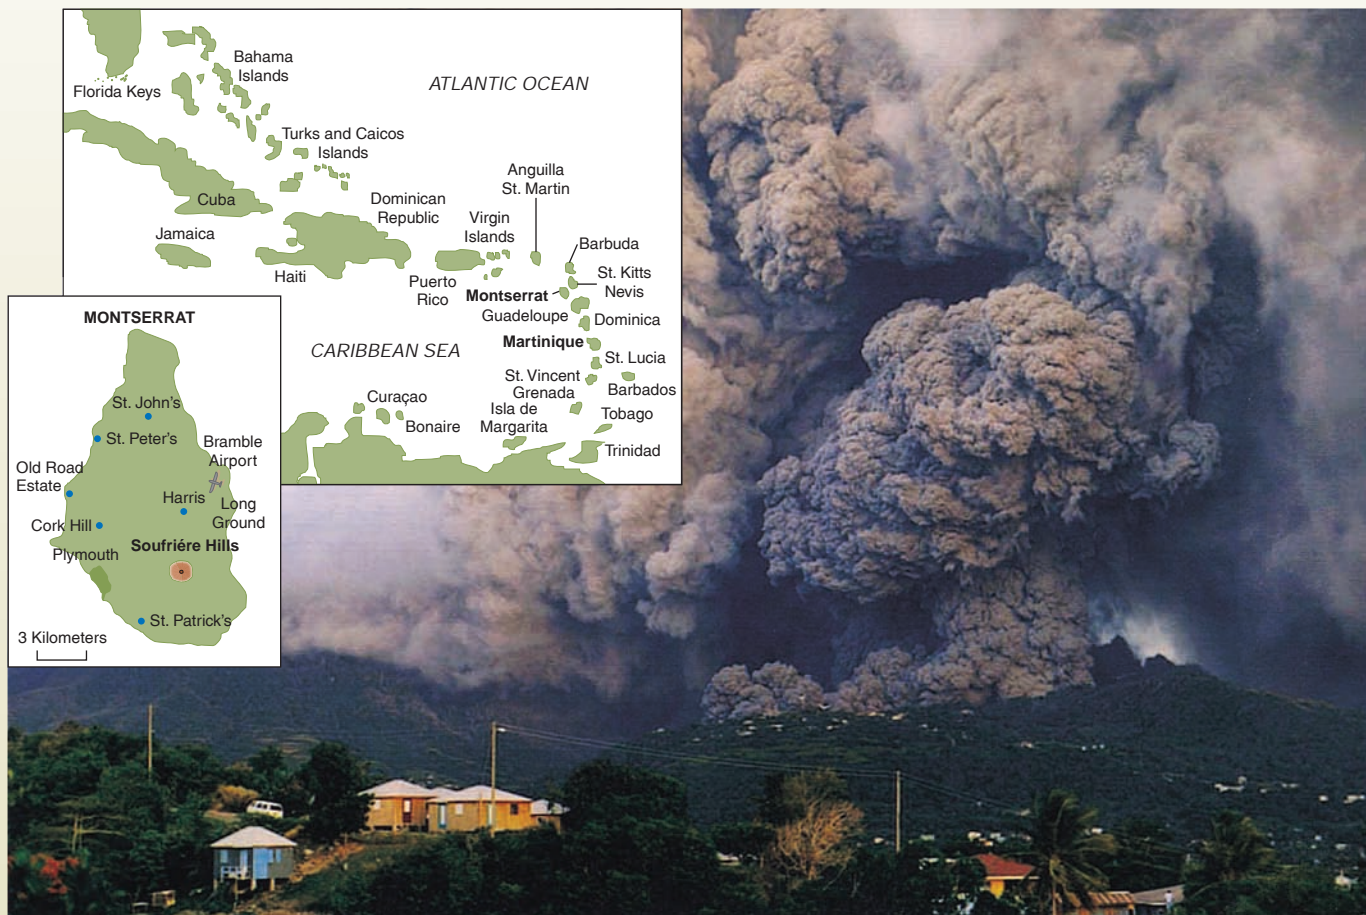 Bahama
Islands
ATLANTIC OCEAN
Florida Keys
Turks and Caicos
Islands
Anguilla
St. Martin
Cuba
Dominican
Republic
Virgin
Islands
Jamaica
Barbuda
Haiti
Puerto
Rico
St. Kitts
Nevis
Montserrat
Guadeloupe
Dominica
Martinique
CARIBBEAN SEA
St. Lucia
St. Vincent
Grenada
Barbados
Curaçao
Isla de
Margarita
Tobago
Bonaire
Trinidad
MONTSERRAT
St. John's
St. Peter's
Bramble
Airport
Old Road
Estate
Harris
Long
Ground
Cork Hill
Soufriére Hills
Plymouth
St. Patrick's
3 Kilometers